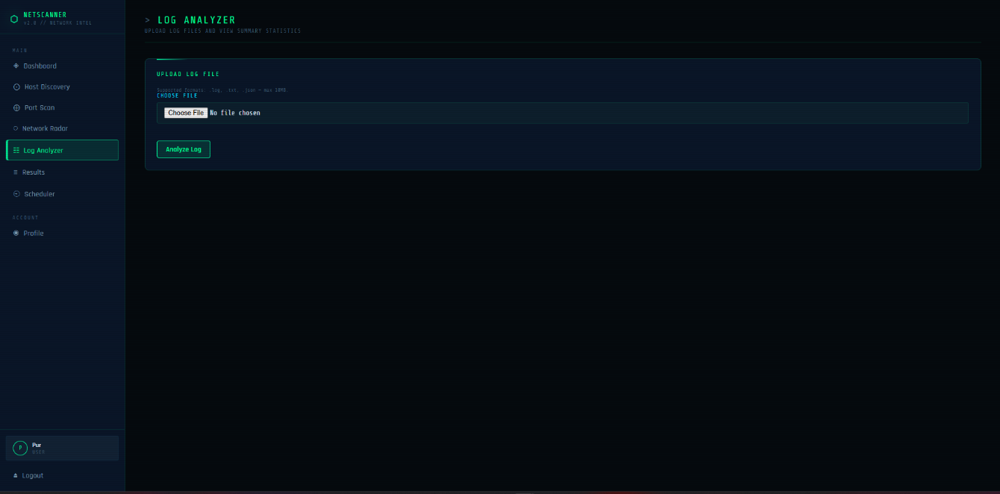 NETSCANNER
v2.0 // NETWORK INTEL
MAIN
Dashboard
Host Discovery
Port Scan
Network Radar
Log Analyzer
Results
Scheduler
ACCOUNT
Profile
P
Pur
USER
Logout
> LOG ANALYZER
UPLOAD LOG FILES AND VIEW SUMMARY STATISTICS
UPLOAD LOG FILE
Supported formats: .log, .txt, .json — max 10MB.
CHOOSE FILE
Choose File No file chosen
Analyze Log